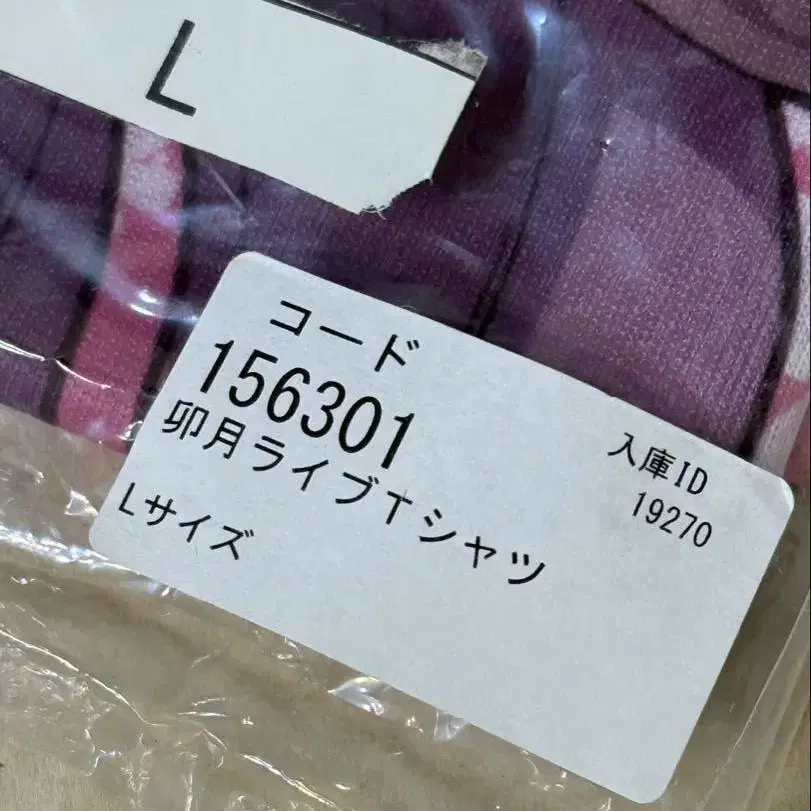 L
コード
156301
卯月ライブTシャツ
Lサイズ
入庫ID
19270